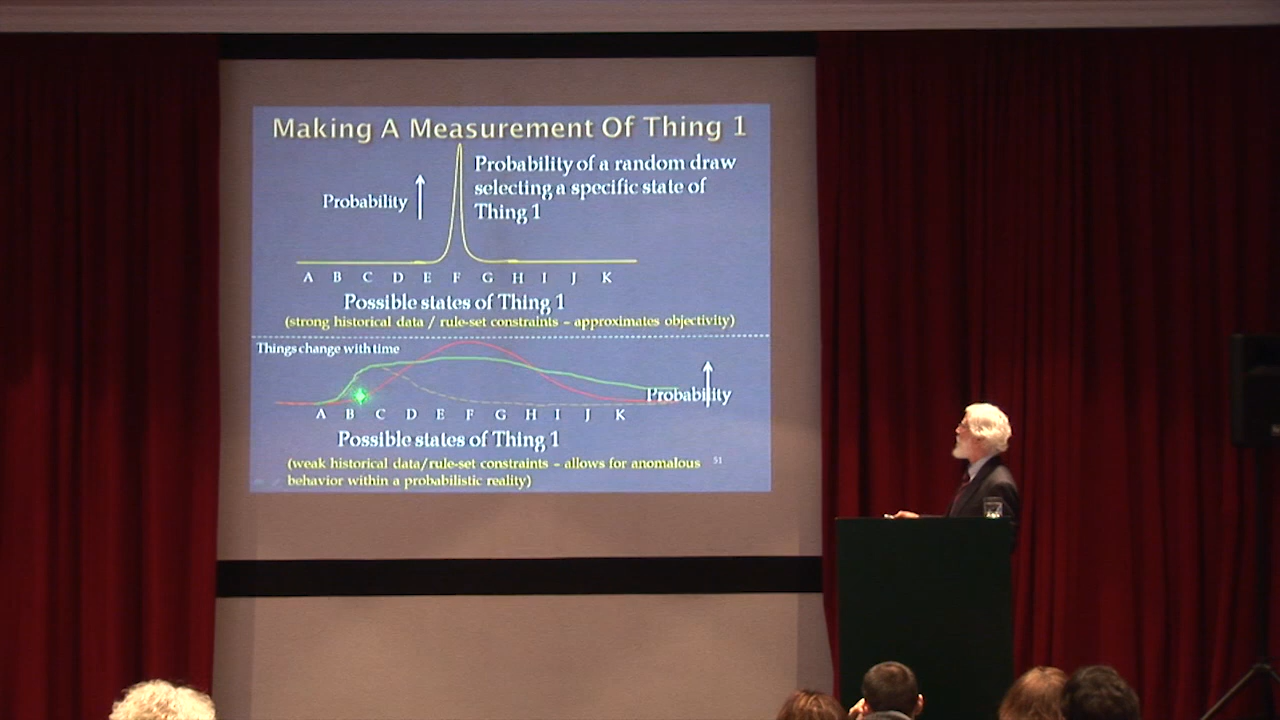 Making A Measurement Of Thing 1
Probability of a random draw
selecting a specific state of
Thing 1
Probability
A B C D E F G H I J K
Possible states of Thing 1
(strong historical data / rule-set constraints – approximates objectivity)
Things change with time
Probability
A B C D E F G H I J K
Possible states of Thing 1
(weak historical data/rule-set constraints – allows for anomalous
behavior within a probabilistic reality)
51